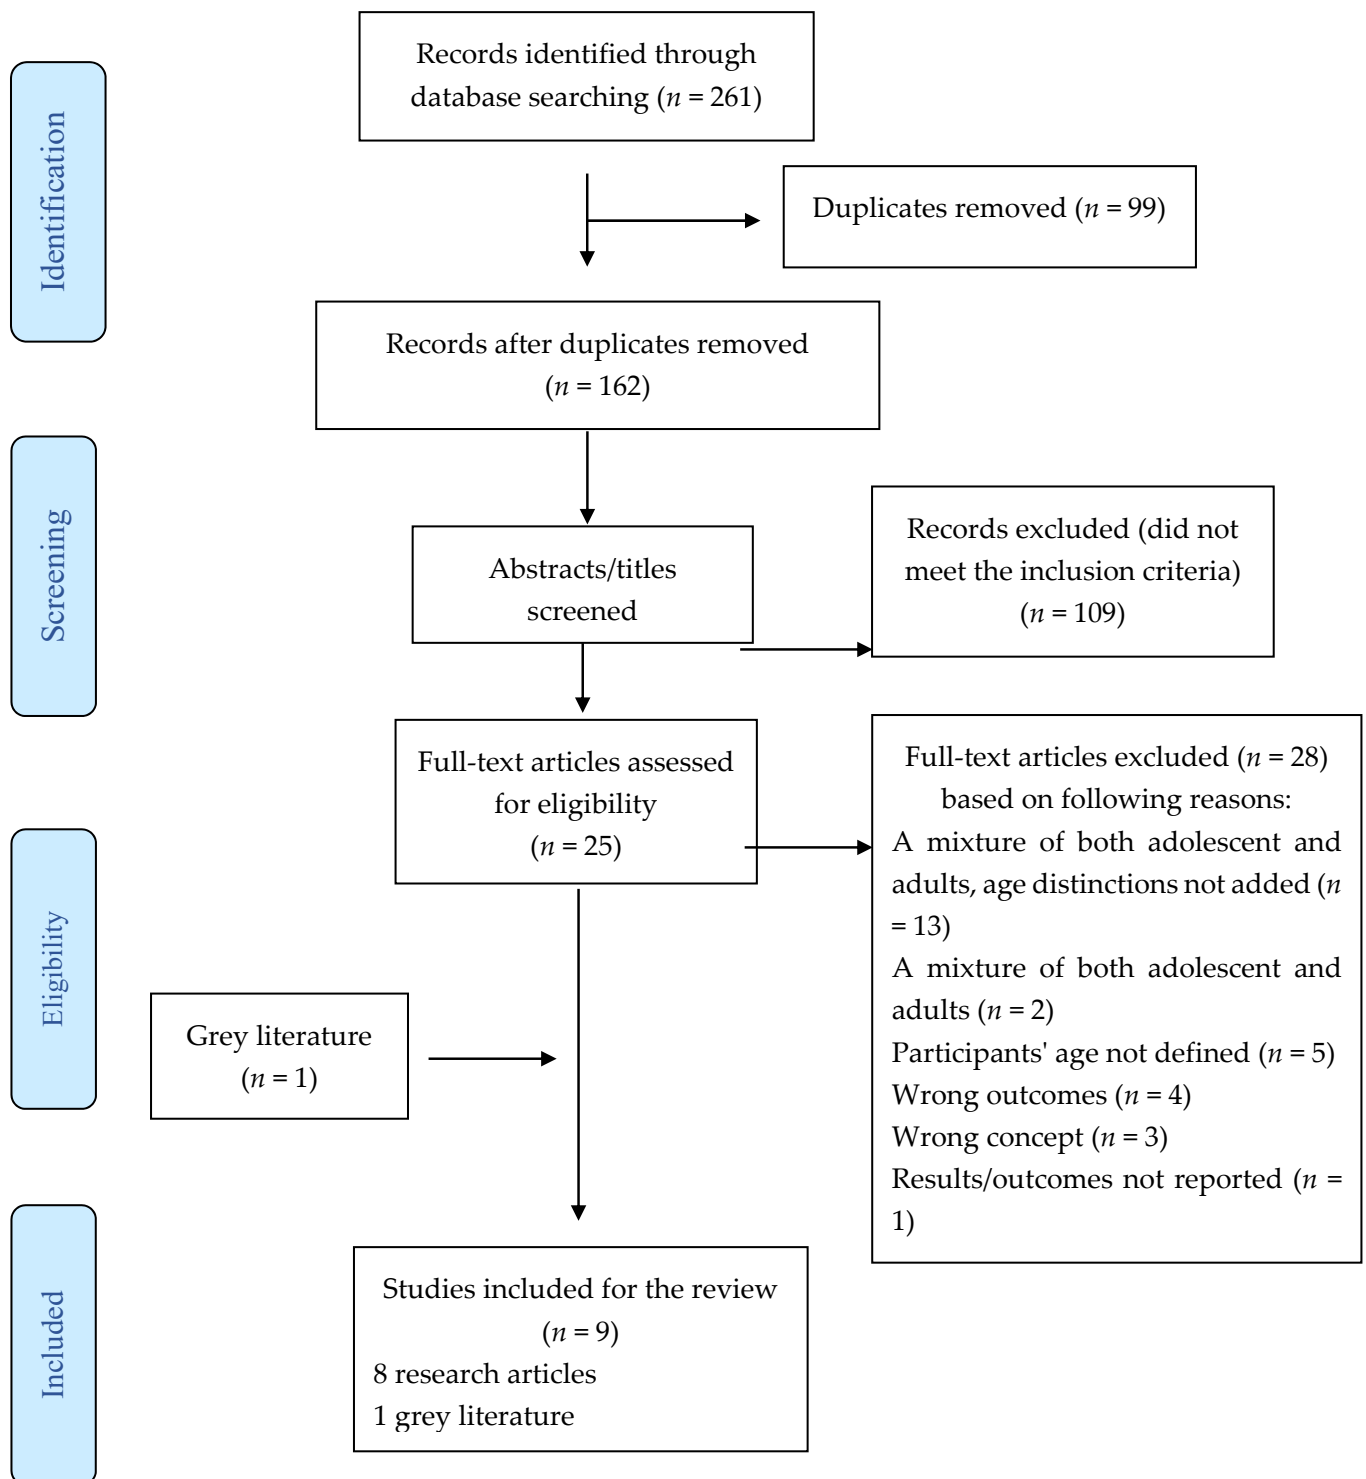 Identification
Records identified through
database searching (n = 261)
Duplicates removed (n = 99)
Records after duplicates removed
(n = 162)
Screening
Abstracts/titles
screened
Records excluded (did not
meet the inclusion criteria)
(n = 109)
Eligibility
Full-text articles assessed
for eligibility
(n = 25)
Full-text articles excluded (n = 28)
based on following reasons:
A mixture of both adolescent and
adults, age distinctions not added (n
= 13)
A mixture of both adolescent and
adults (n = 2)
Participants' age not defined (n = 5)
Wrong outcomes (n = 4)
Wrong concept (n = 3)
Results/outcomes not reported (n =
1)
Grey literature
(n = 1)
Included
Studies included for the review
(n = 9)
8 research articles
1 grey literature